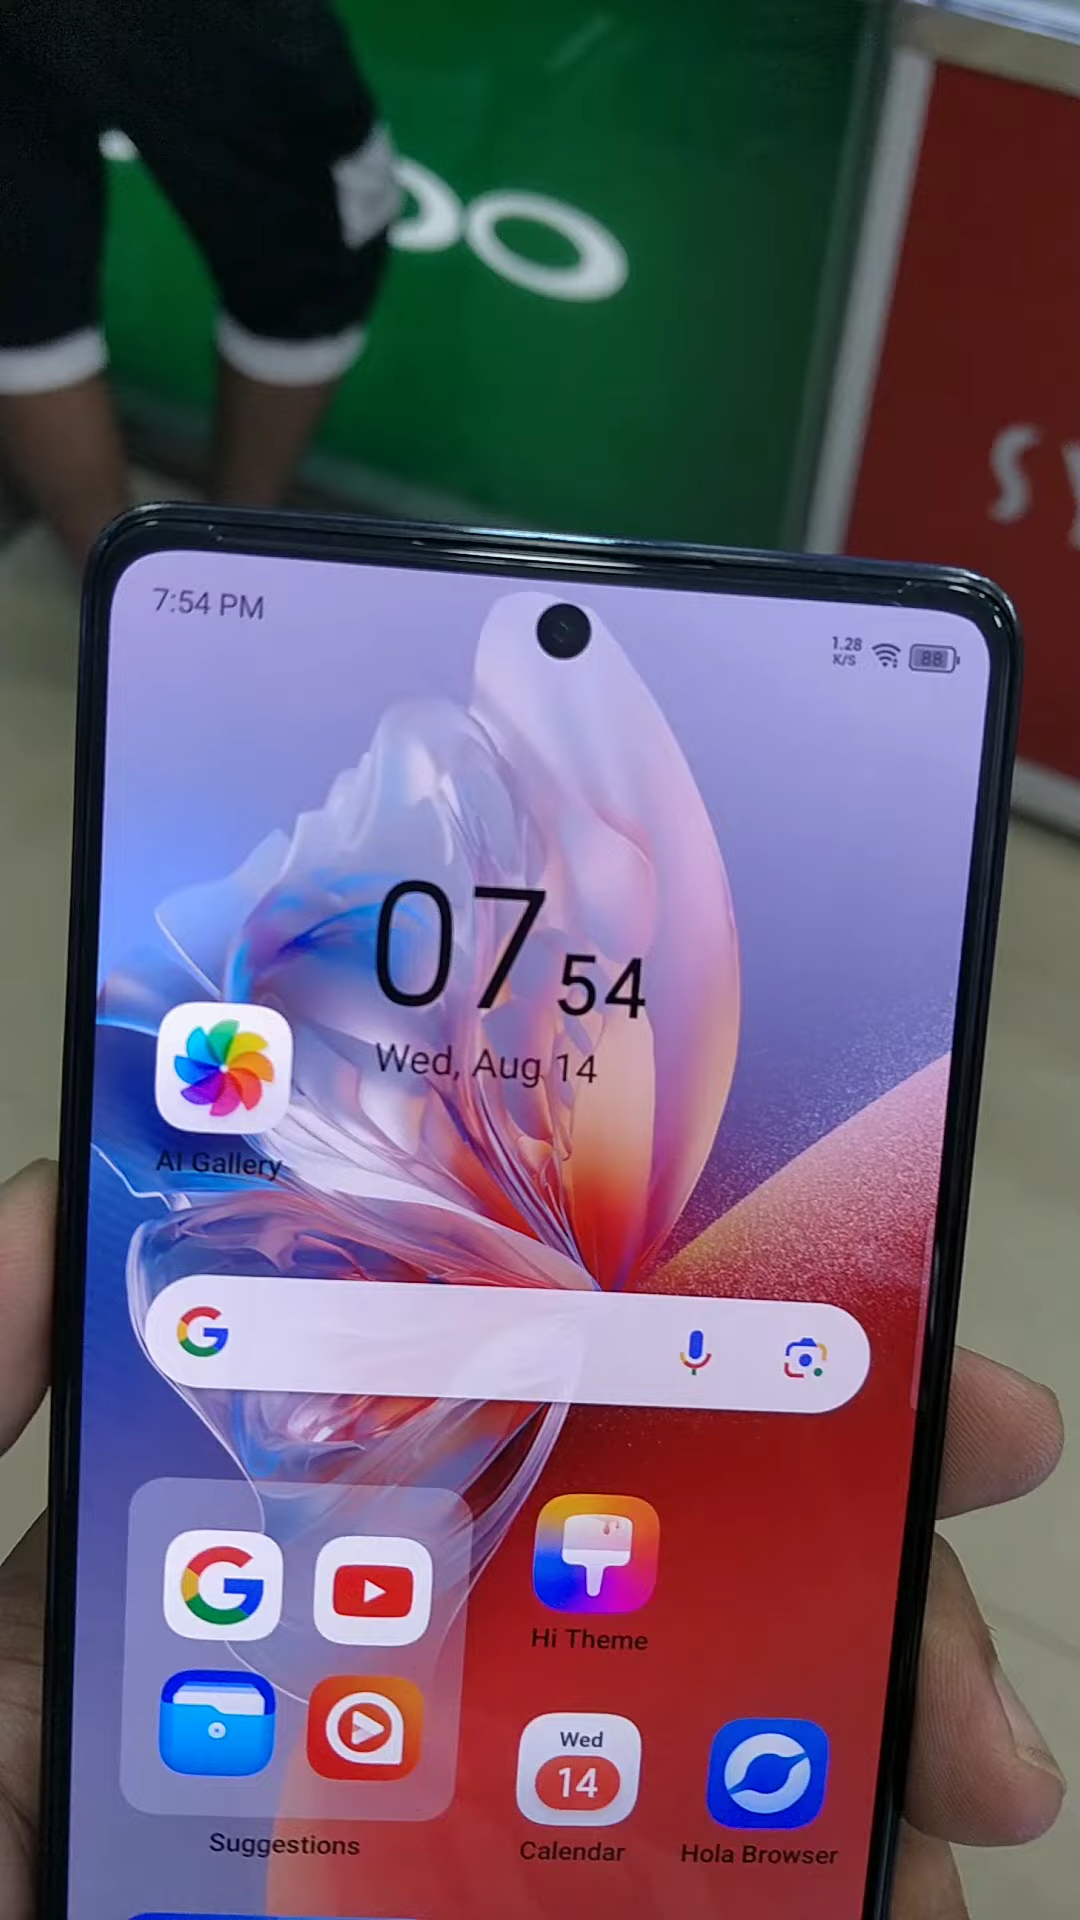 7:54 PM
1.28
K/S
88
07 54
Wed, Aug 14
AI Gallery
Hi Theme
Wed
14
Suggestions
Calendar
Hola Browser